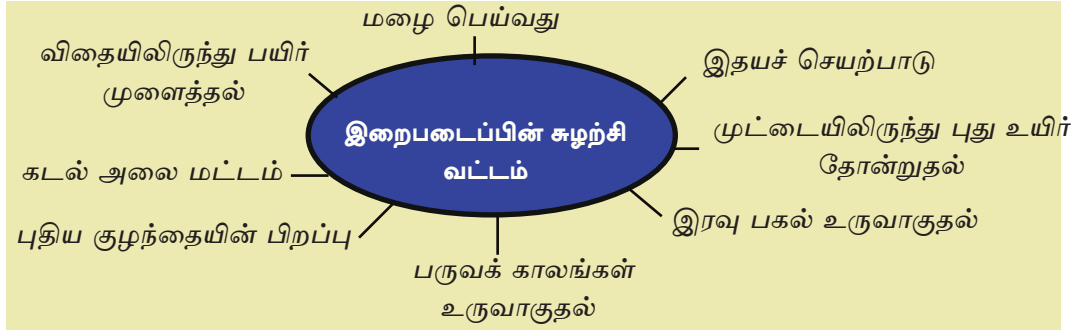 மழை பெய்வது
விதையிலிருந்து பயிர்
முளைத்தல்
இதயச் செயற்பாடு
இறைபடைப்பின் சுழற்சி
வட்டம்
முட்டையிலிருந்து புது உயிர்
தோன்றுதல்
கடல் அலை மட்டம்
புதிய குழந்தையின் பிறப்பு
இரவு பகல் உருவாகுதல்
பருவக் காலங்கள்
உருவாகுதல்